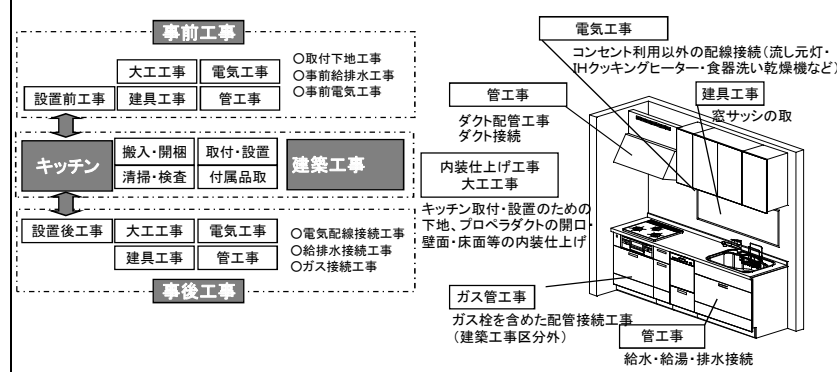 事前工事
大工工事
電気工事
設置前工事
建具工事
管工事
○取付下地工事
○事前給排水工事
○事前電気工事
キッチン
搬入・開梱
取付・設置
清掃・検査
付属品取
建築工事
設置後工事
大工工事
電気工事
建具工事
管工事
○電気配線接続工事
○給排水接続工事
○ガス接続工事
事後工事
電気工事
コンセント利用以外の配線接続(流し元灯・
IHクッキングヒーター・食器洗い乾燥機など)
管工事
ダクト配管工事
ダクト接続
建具工事
窓サッシの取
内装仕上げ工事
大工工事
キッチン取付・設置のための
下地、プロペラダクトの開口・
壁面・床面等の内装仕上げ
ガス管工事
ガス栓を含めた配管接続工事
(建築工事区分外)
管工事
給水・給湯・排水接続